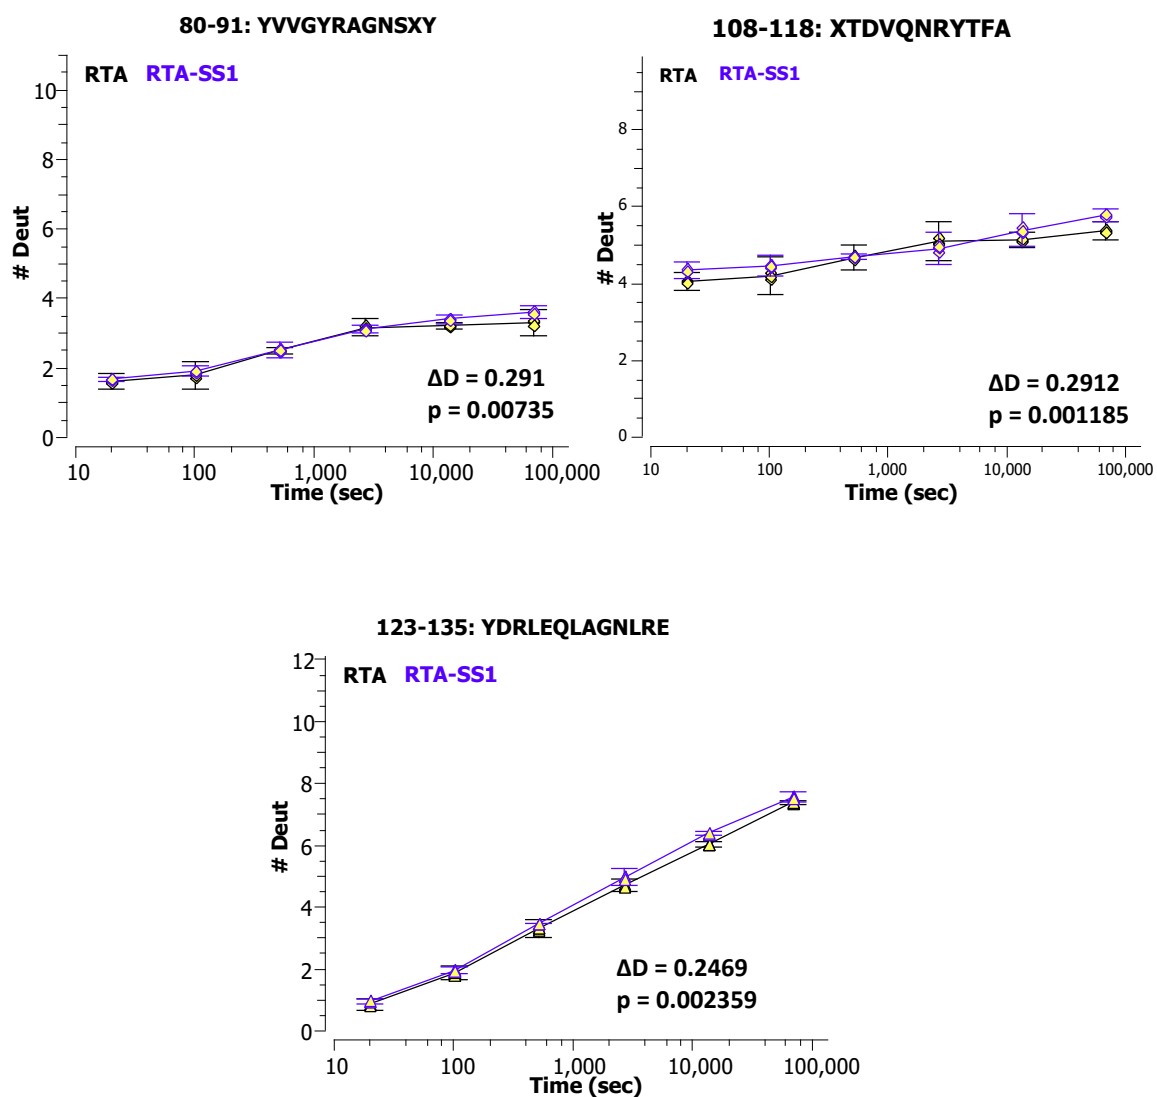 80-91: YVVGYRAGNSXY
RTA RTA-SS1
# Deut
10
8
6
4
2
0
10 100 1,000 10,000 100,000
Time (sec)
ΔD = 0.291
p = 0.00735
108-118: XTDVQNRYTFA
RTA RTA-SS1
# Deut
8
6
4
2
0
10 100 1,000 10,000 100,000
Time (sec)
ΔD = 0.2912
p = 0.001185
123-135: YDRLEQLAGNLRE
RTA RTA-SS1
# Deut
12
10
8
6
4
2
0
10 100 1,000 10,000 100,000
Time (sec)
ΔD = 0.2469
p = 0.002359